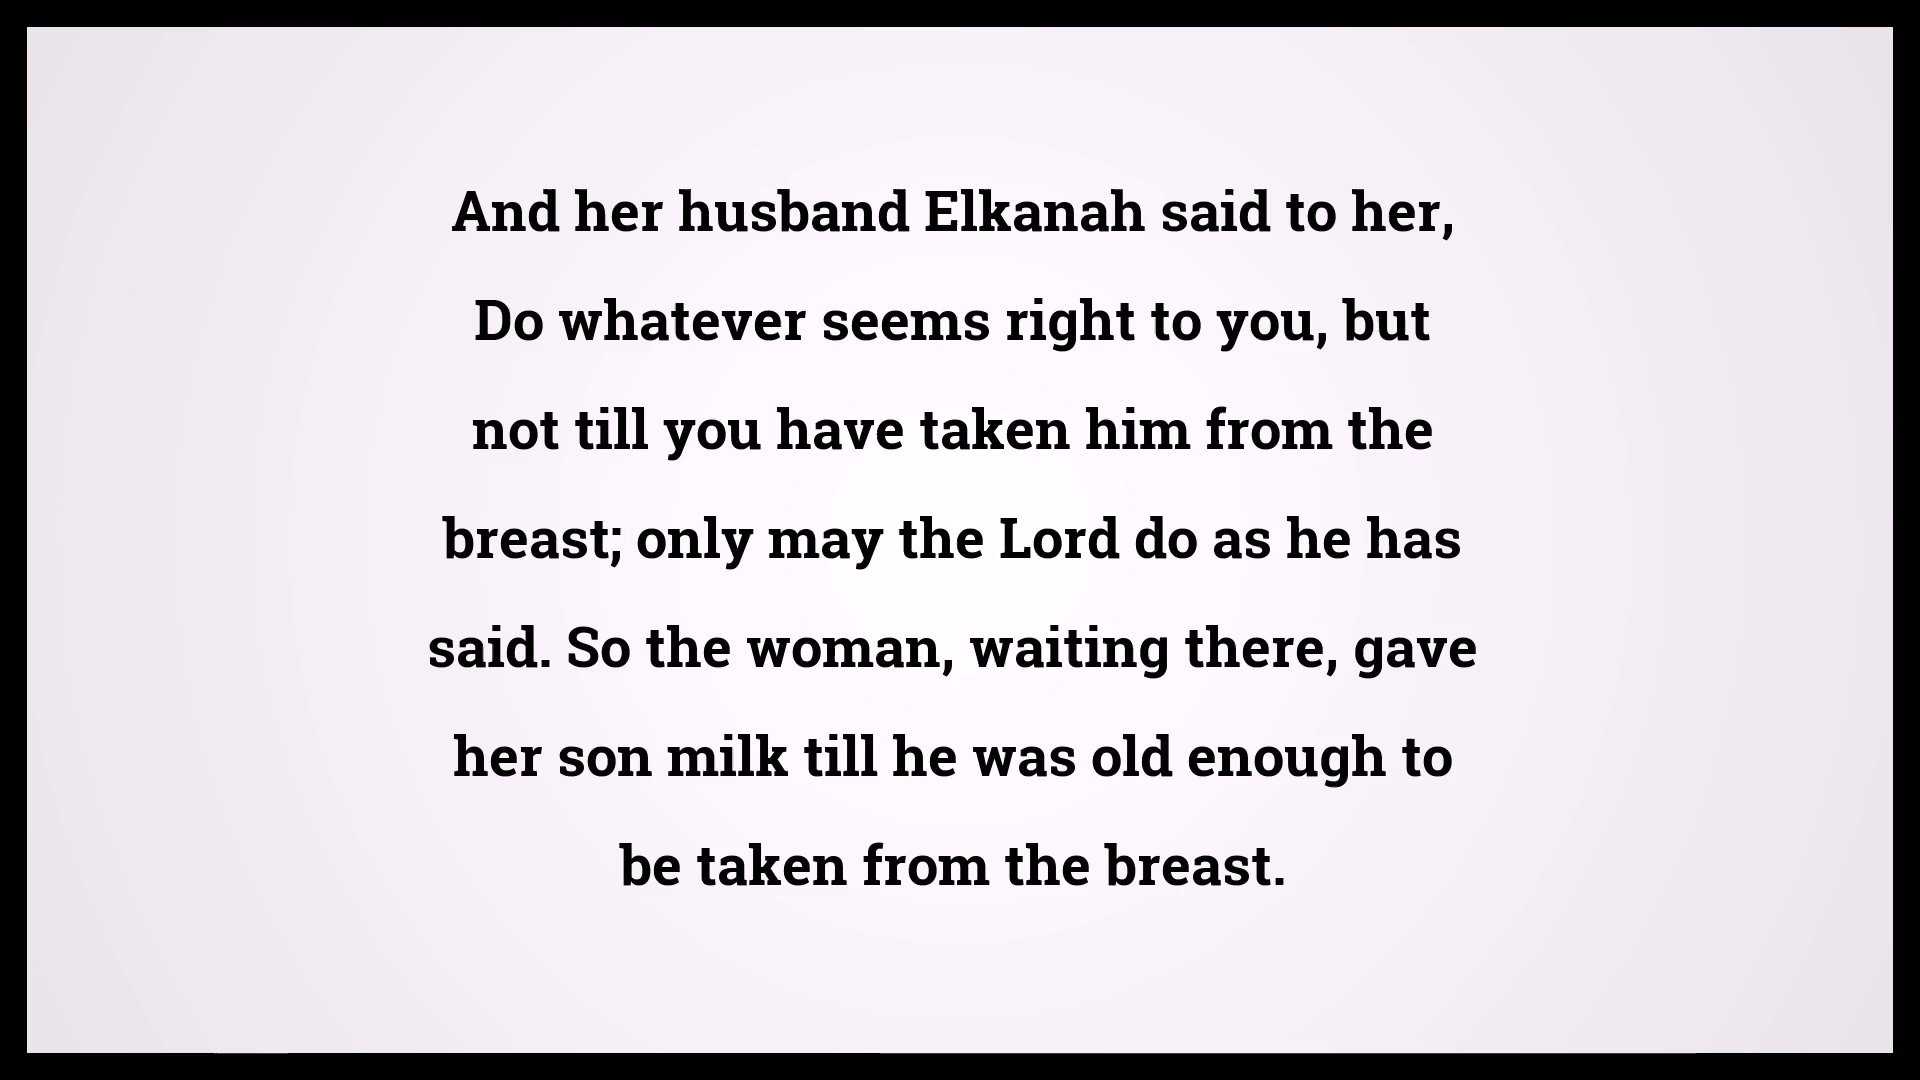 And her husband Elkanah said to her,
Do whatever seems right to you, but
not till you have taken him from the
breast; only may the Lord do as he has
said. So the woman, waiting there, gave
her son milk till he was old enough to
be taken from the breast.